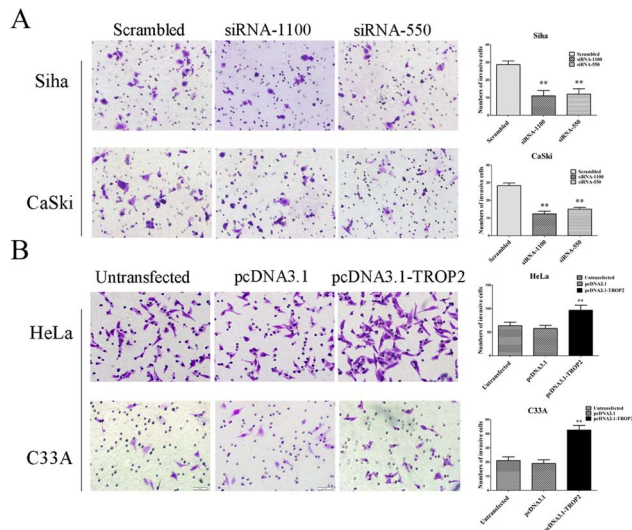 A
Scrambled siRNA-1100 siRNA-550
Siha
CaSki
Siha
Numbers of invasive cells
Scrambled
siRNA-1100
siRNA-550
**
**
Scrambled
siRNA-1100
siRNA-550
CaSki
Numbers of invasive cells
Scrambled
siRNA-1100
siRNA-550
**
**
Scrambled
siRNA-1100
siRNA-550
B
Untransfected pcDNA3.1 pcDNA3.1-TROP2
HeLa
C33A
HeLa
Numbers of invasive cells
Untransfected
pcDNA3.1
pcDNA3.1-TROP2
**
Untransfected
pcDNA3.1
pcDNA3.1-TROP2
C33A
Numbers of invasive cells
Untransfected
pcDNA3.1
pcDNA3.1-TROP2
**
Untransfected
pcDNA3.1
pcDNA3.1-TROP2